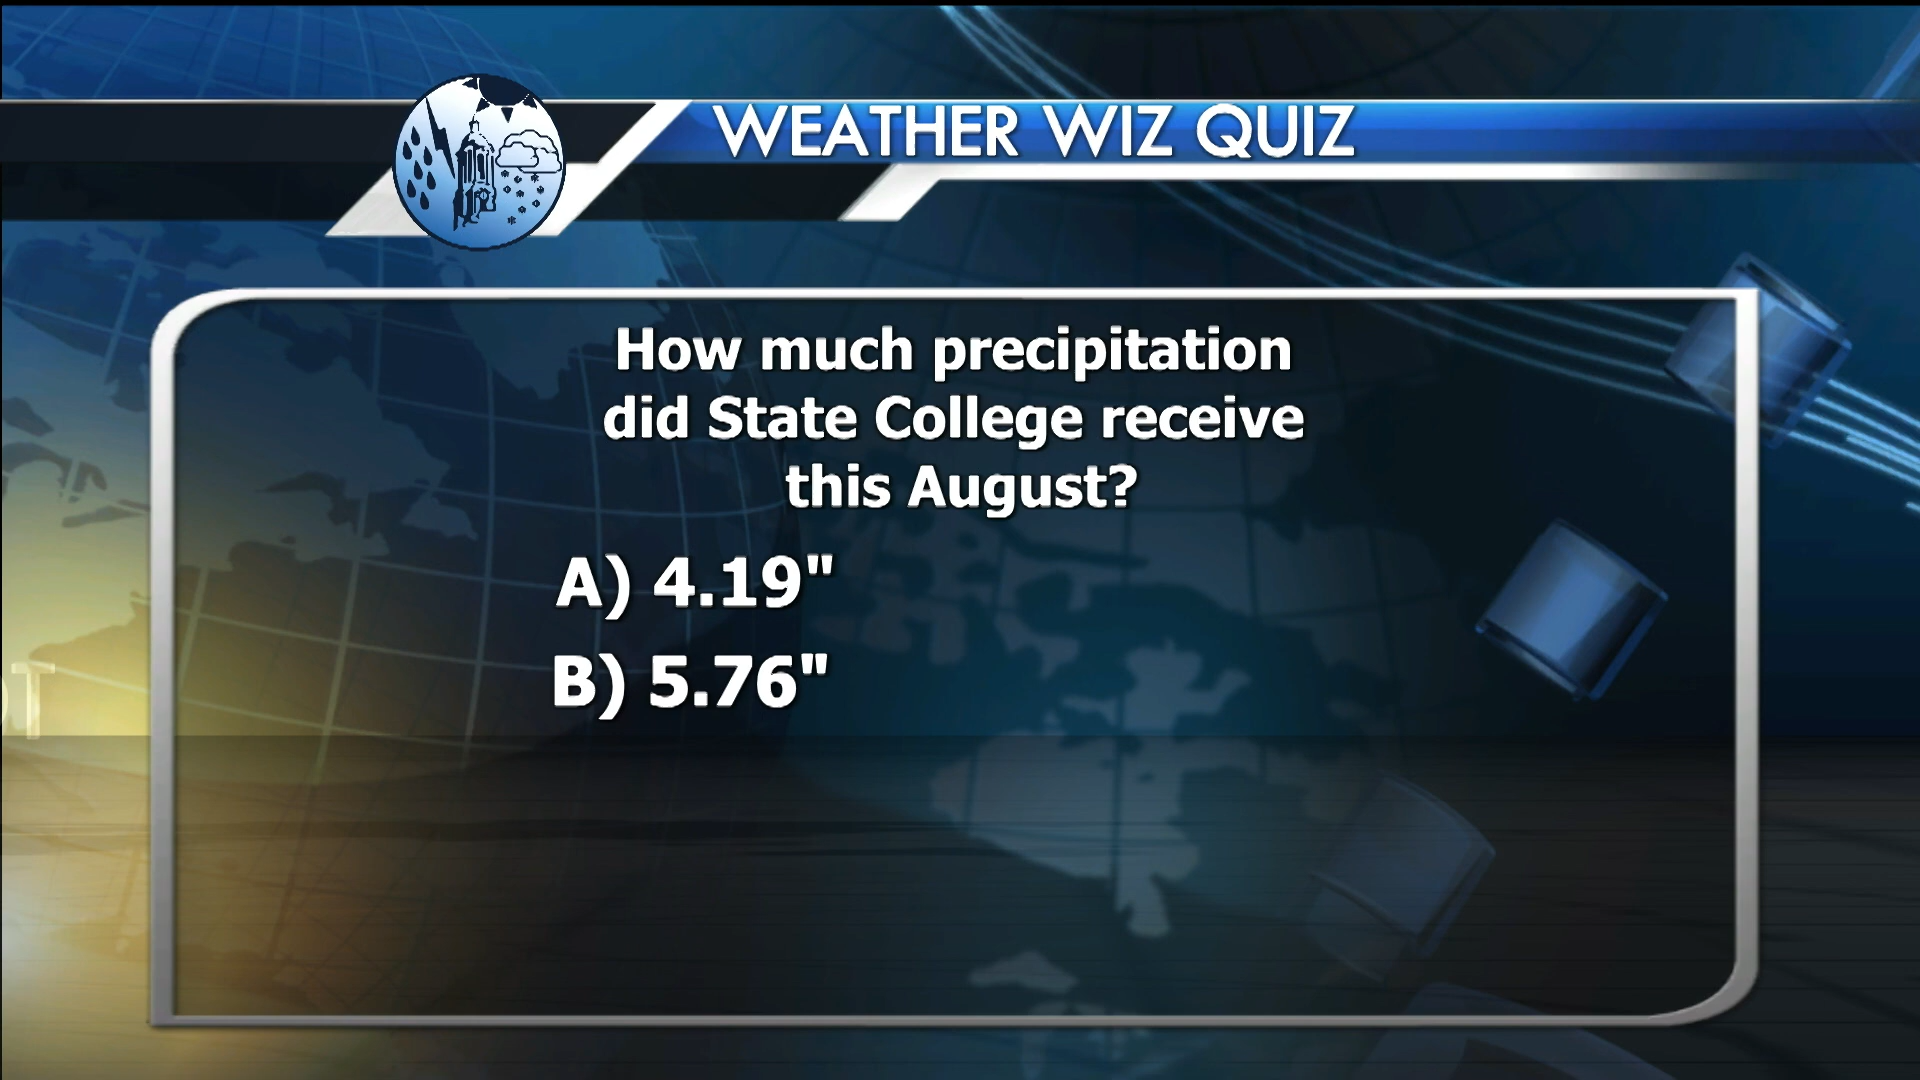 WEATHER WIZ QUIZ
How much precipitation
did State College receive
this August?
A) 4.19"
B) 5.76"